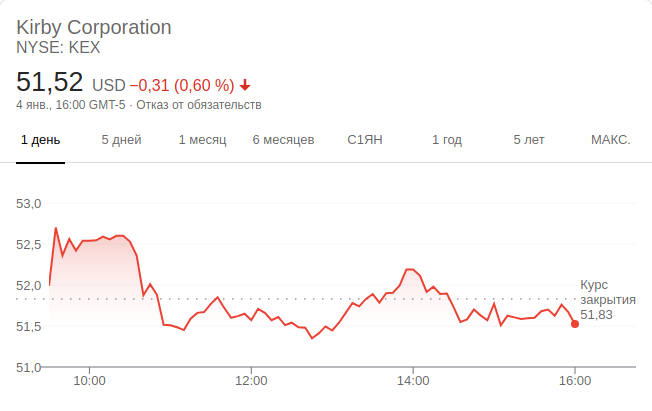 Kirby Corporation
NYSE: KEX
51,52 USD −0,31 (0,60 %)
4 янв., 16:00 GMT-5 · Отказ от обязательств
1 день 5 дней 1 месяц 6 месяцев С1ЯН 1 год 5 лет МАКС.
53,0
52,5
52,0
51,5
51,0
Курс
закрытия
51,83
10:00 12:00 14:00 16:00